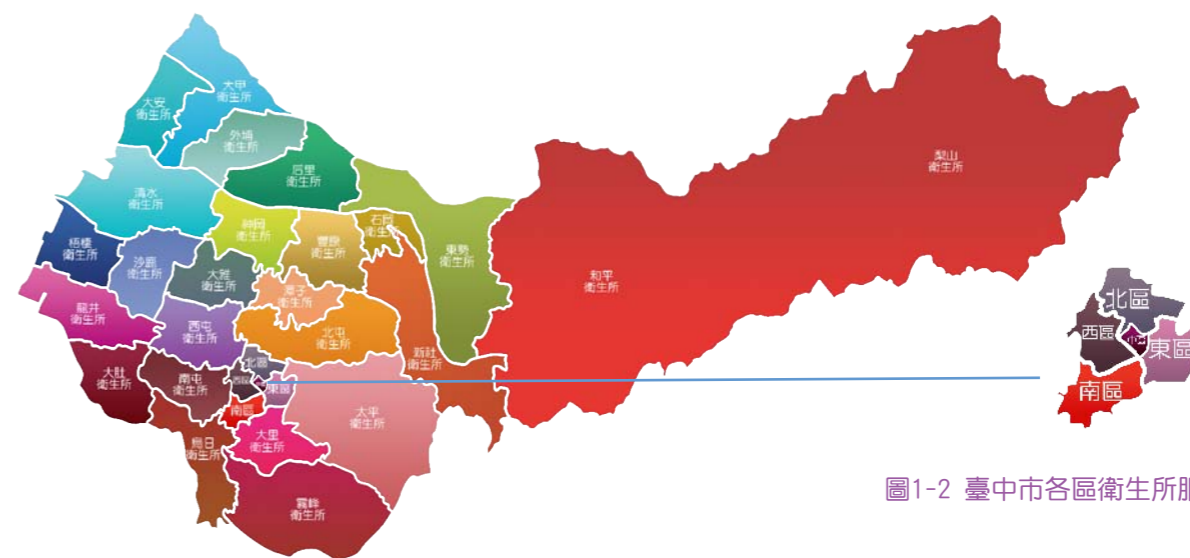 大甲
衛生所
大安
衛生所
外埔
衛生所
后里
衛生所
梨山
衛生所
清水
衛生所
神岡
衛生所
豐原
衛生所
石岡
衛生所
東勢
衛生所
梧棲
衛生所
沙鹿
衛生所
大雅
衛生所
潭子
衛生所
和平
衛生所
龍井
衛生所
西屯
衛生所
北屯
衛生所
新社
衛生所
大肚
衛生所
南屯
衛生所
北區
西區
東區
南區
太平
衛生所
烏日
衛生所
大里
衛生所
霧峰
衛生所
北區
西區
東區
南區
圖1-2 臺中市各區衛生所服